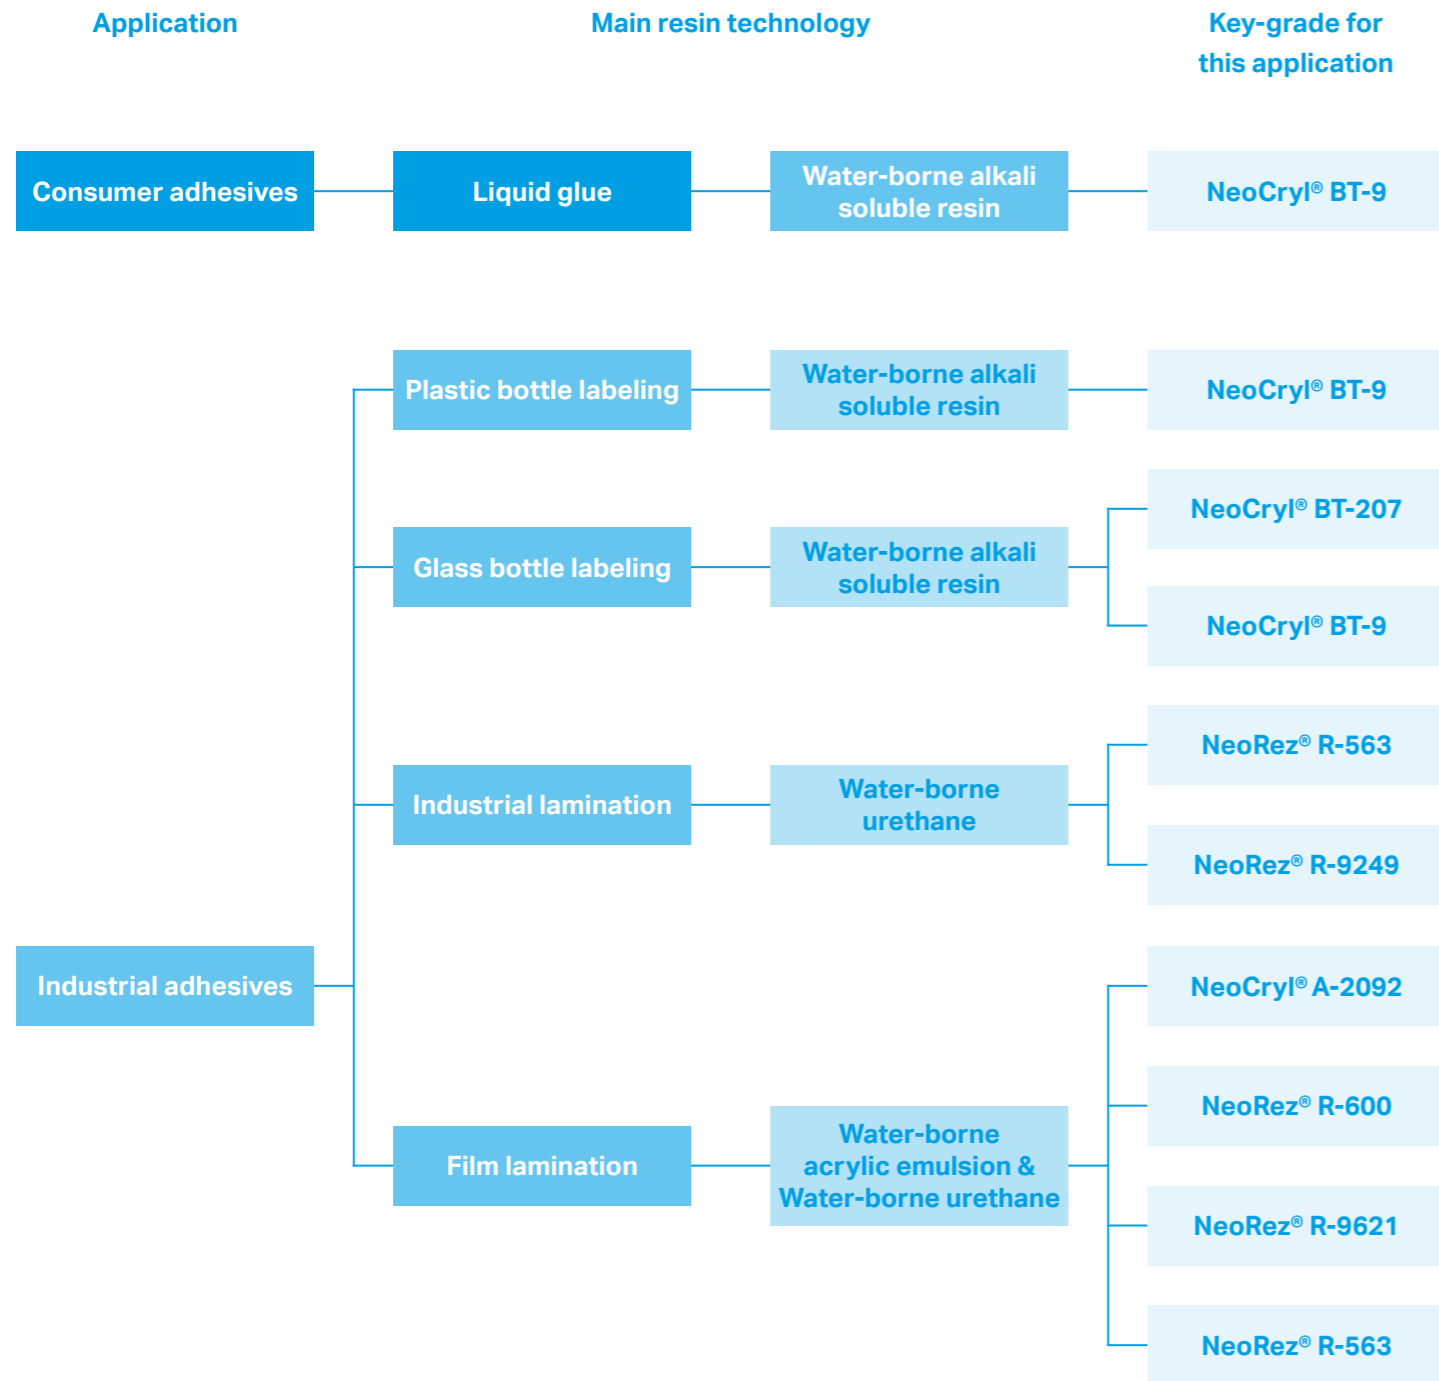 Application
Main resin technology
Key-grade for
this application
Consumer adhesives
Liquid glue
Water-borne alkali
soluble resin
NeoCryl® BT-9
Industrial adhesives
Plastic bottle labeling
Water-borne alkali
soluble resin
NeoCryl® BT-9
Glass bottle labeling
Water-borne alkali
soluble resin
NeoCryl® BT-207
NeoCryl® BT-9
Industrial lamination
Water-borne
urethane
NeoRez® R-563
NeoRez® R-9249
Film lamination
Water-borne
acrylic emulsion &
Water-borne urethane
NeoCryl® A-2092
NeoRez® R-600
NeoRez® R-9621
NeoRez® R-563